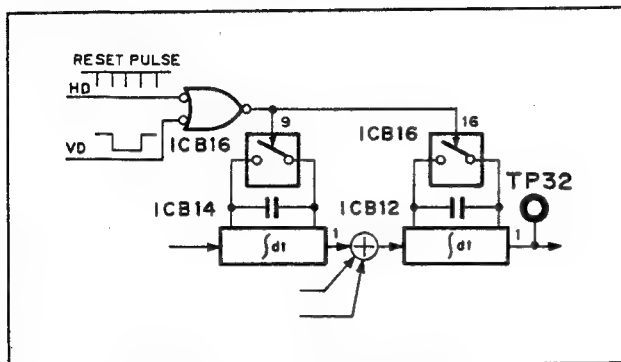 RESET PULSE
HD
VD
ICB16
9
ICB16
16
TP32
ICB14
ICB12
∫dt
1
∫dt
1